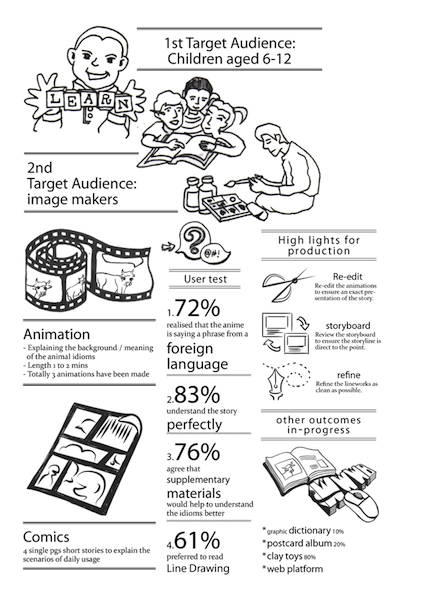 1st Target Audience:
Children aged 6-12
LEARN
2nd
Target Audience:
image makers
?
@#!
Animation
- Explaining the background / meaning
of the animal idioms
- Length 1 to 2 mins
- Totally 3 animations have been made
Comics
4 single pgs short stories to explain the
scenarios of daily usage
User test
1.72%
realised that the anime
is saying a phrase from a
foreign
language
2.83%
understand the story
perfectly
3.76%
agree that
supplementary
materials
would help to understand
the idioms better
4.61%
preferred to read
Line Drawing
High lights for
production
Re-edit
Re-edit the animations
to ensure an exact pre-
sentation of the story.
storyboard
Review the storyboard
to ensure the storyline is
direct to the point.
refine
Refine the lineworks as
clean as possible.
other outcomes
in-progress
WWW
*graphic dictionary 10%
*postcard album 20%
*clay toys 80%
*web platform